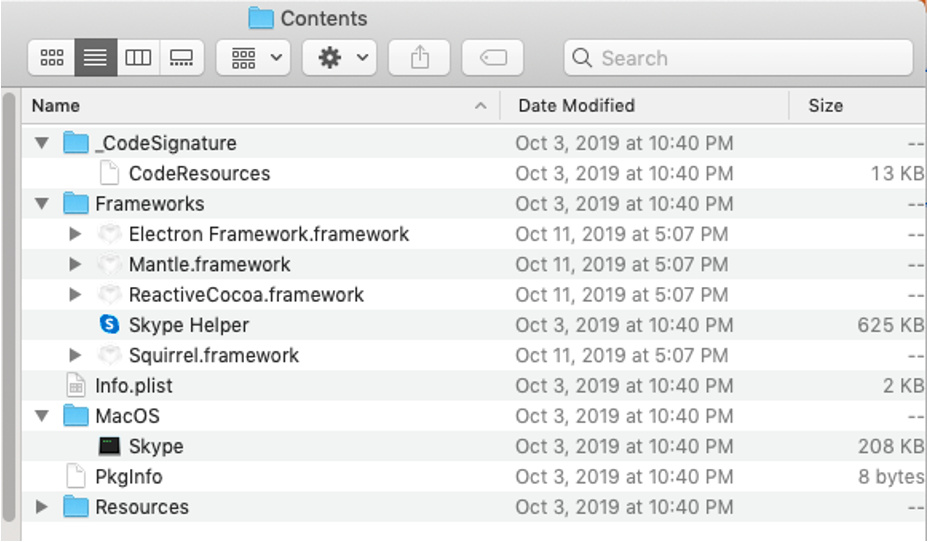 Contents
Search
Name Date Modified Size
_CodeSignature Oct 3, 2019 at 10:40 PM --
CodeResources Oct 3, 2019 at 10:40 PM 13 KB
Frameworks Oct 3, 2019 at 10:40 PM --
Electron Framework.framework Oct 11, 2019 at 5:07 PM --
Mantle.framework Oct 11, 2019 at 5:07 PM --
ReactiveCocoa.framework Oct 11, 2019 at 5:07 PM --
Skype Helper Oct 3, 2019 at 10:40 PM 625 KB
Squirrel.framework Oct 11, 2019 at 5:07 PM --
Info.plist Oct 3, 2019 at 10:40 PM 2 KB
MacOS Oct 3, 2019 at 10:40 PM --
Skype Oct 3, 2019 at 10:40 PM 208 KB
PkgInfo Oct 3, 2019 at 10:40 PM 8 bytes
Resources Oct 3, 2019 at 10:40 PM --